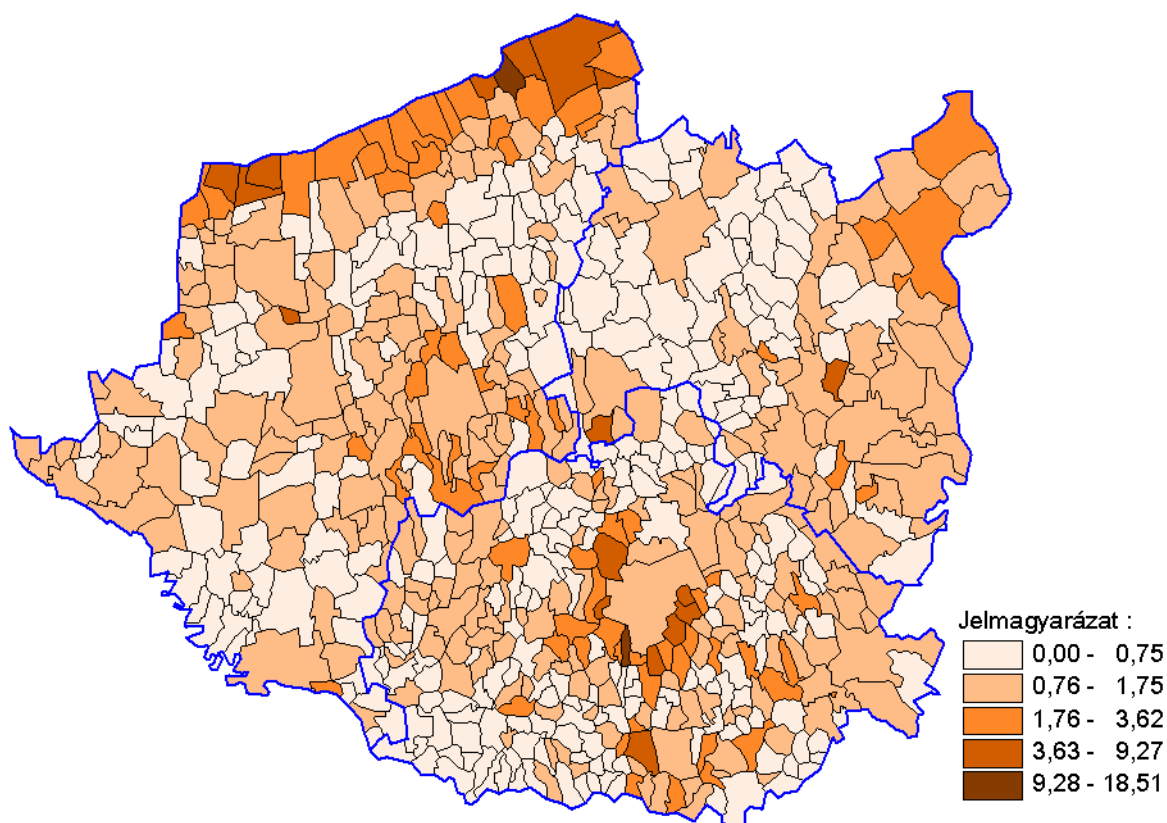 Jelmagyarázat :
0,00 - 0,75
0,76 - 1,75
1,76 - 3,62
3,63 - 9,27
9,28 - 18,51